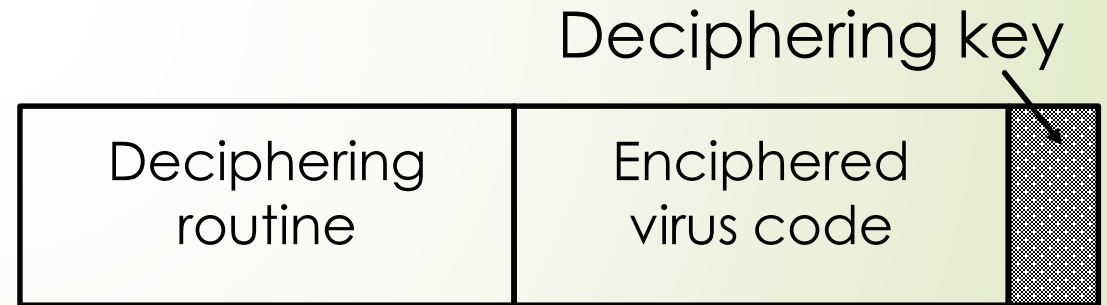 Deciphering key
Deciphering
routine
Enciphered
virus code